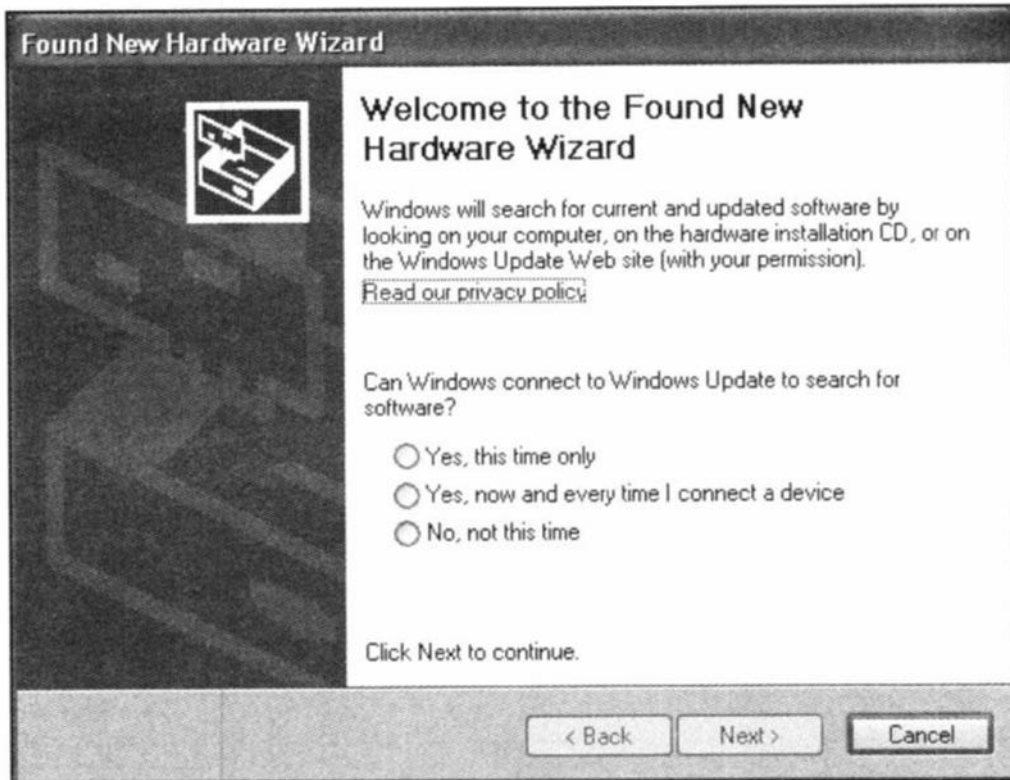 Found New Hardware Wizard
Welcome to the Found New
Hardware Wizard
Windows will search for current and updated software by
looking on your computer, on the hardware installation CD, or on
the Windows Update Web site (with your permission).
Read our privacy policy
Can Windows connect to Windows Update to search for
software?
Yes, this time only
Yes, now and every time I connect a device
No, not this time
Click Next to continue.
< Back
Next >
Cancel